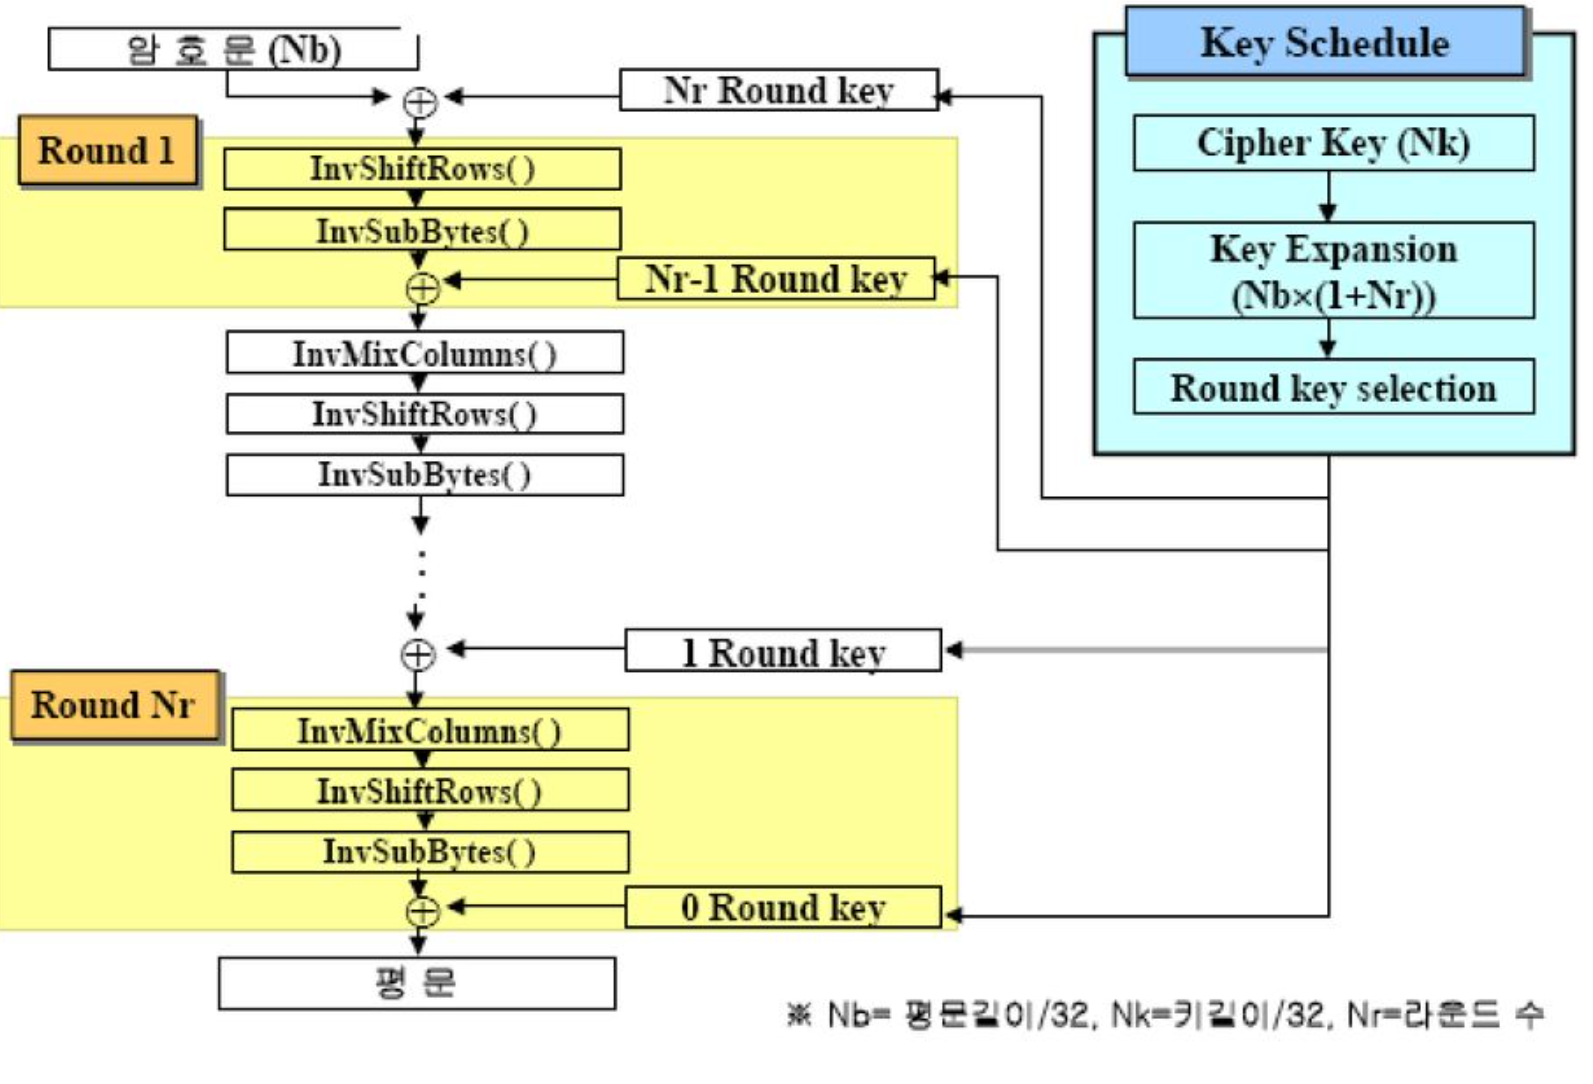 암 호 문 (Nb)
Nr Round key
Round 1
InvShiftRows( )
InvSubBytes( )
Nr-1 Round key
InvMixColumns( )
InvShiftRows( )
InvSubBytes( )
1 Round key
Round Nr
InvMixColumns( )
InvShiftRows( )
InvSubBytes( )
0 Round key
평 문
Key Schedule
Cipher Key (Nk)
Key Expansion
(Nb×(1+Nr))
Round key selection
※ Nb= 평문길이/32, Nk=키길이/32, Nr=라운드 수